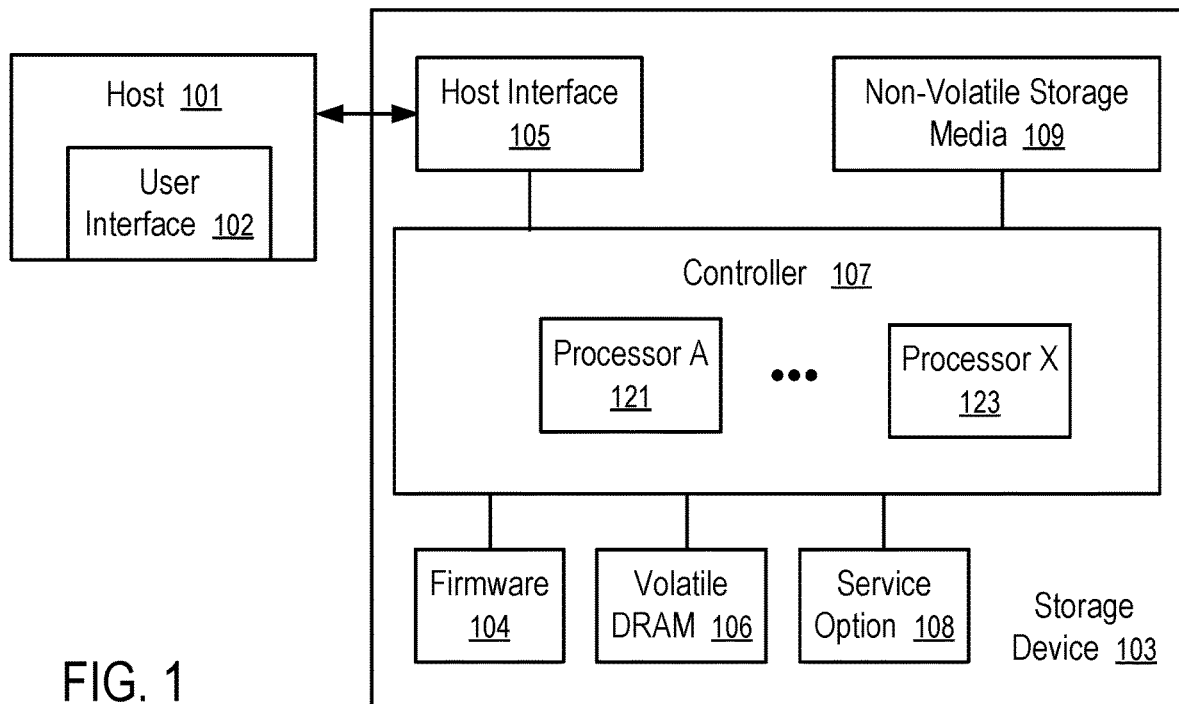 Host 101
User
Interface 102
Host Interface
105
Non-Volatile Storage
Media 109
Controller 107
Processor A
121
•••
Processor X
123
Firmware
104
Volatile
DRAM 106
Service
Option 108
Storage
Device 103
FIG. 1